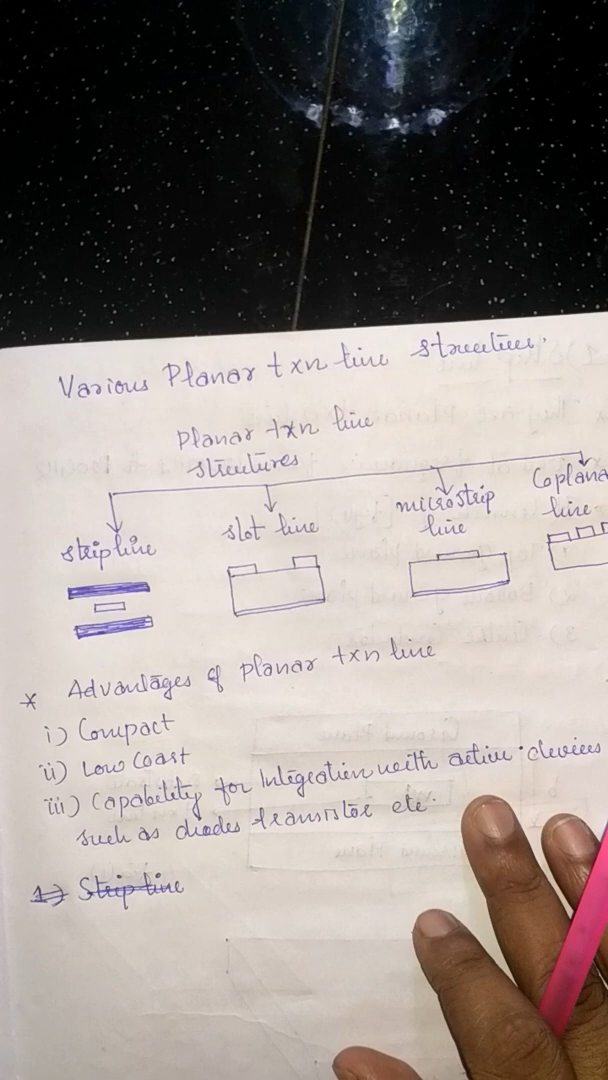 Various Planar txn line structures.
Planar txn line
structures
stripline
slot line
microstrip
line
Coplana
line
* Advantages of planar txn line
i) Compact
ii) Low Coast
iii) Capability for Integration with active devices
such as diodes transistor etc.
1) Strip line